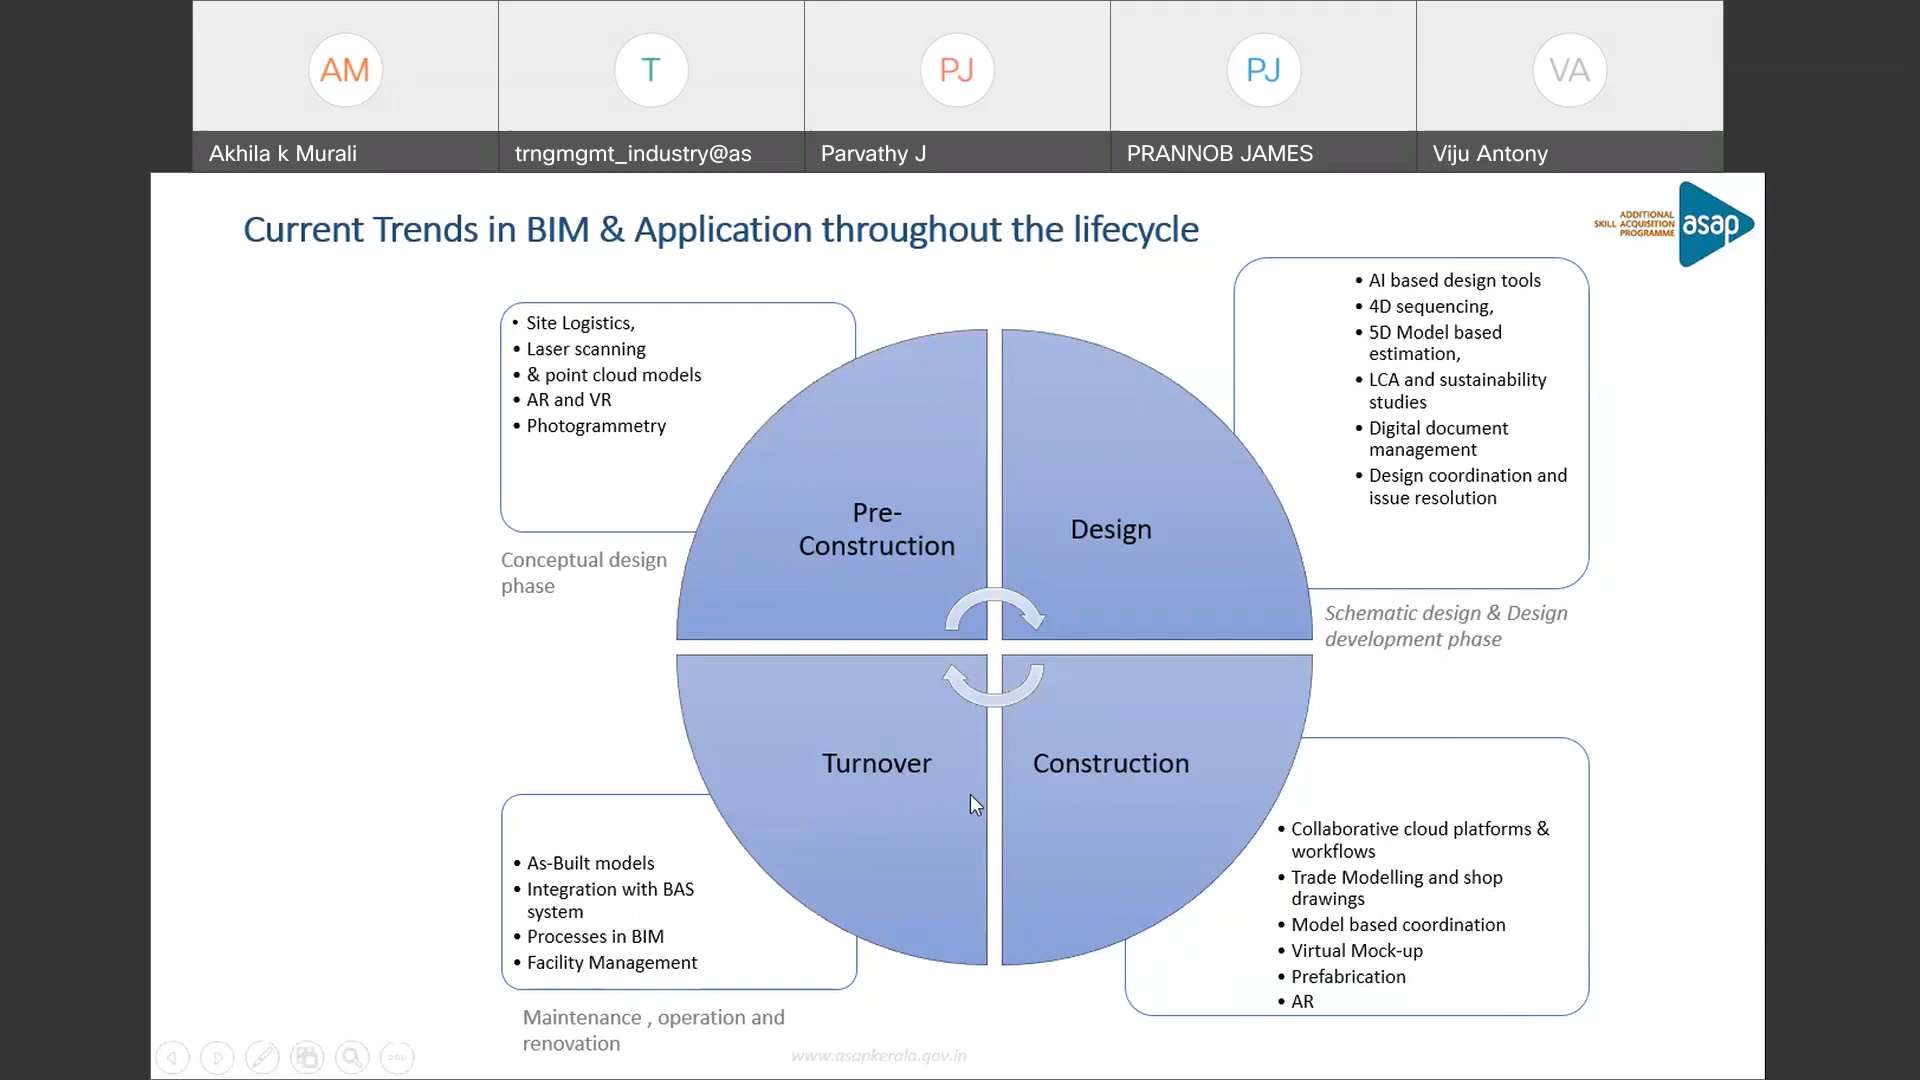 AM
T
PJ
PJ
VA
Akhila k Murali
trngmgmt_industry@as
Parvathy J
PRANNOB JAMES
Viju Antony
Current Trends in BIM & Application throughout the lifecycle
ADDITIONAL
SKILL ACQUISITION
PROGRAMME
asap
• Site Logistics,
• Laser scanning
• & point cloud models
• AR and VR
• Photogrammetry
Conceptual design
phase
• AI based design tools
• 4D sequencing,
• 5D Model based
estimation,
• LCA and sustainability
studies
• Digital document
management
• Design coordination and
issue resolution
Schematic design & Design
development phase
Pre-
Construction
Design
Turnover
Construction
• As-Built models
• Integration with BAS
system
• Processes in BIM
• Facility Management
Maintenance , operation and
renovation
• Collaborative cloud platforms &
workflows
• Trade Modelling and shop
drawings
• Model based coordination
• Virtual Mock-up
• Prefabrication
• AR
www.asapkerala.gov.in